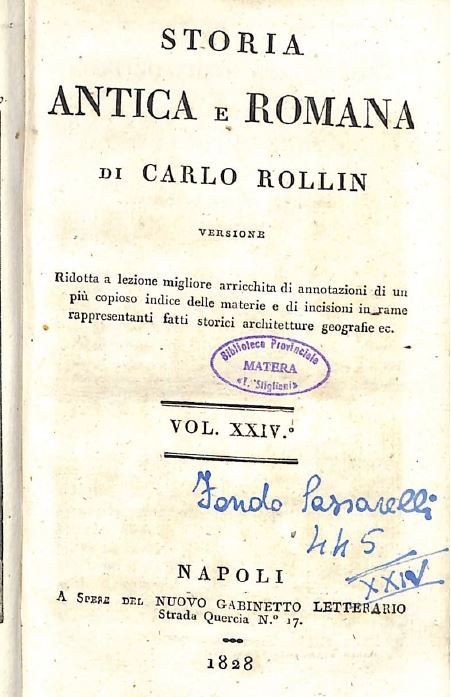 STORIA
ANTICA E ROMANA
DI CARLO ROLLIN
VERSIONE
Ridotta a lezione migliore arricchita di annotazioni di un
più copioso indice delle materie e di incisioni in rame
rappresentanti fatti storici architetture geografie ec.
Biblioteca Provinciale
MATERA
«T. Stigliani»
VOL. XXIV.º
Fondo Passarelli
445
XXIV
NAPOLI
A SPESE DEL NUOVO GABINETTO LETTERARIO
Strada Quercia N.º 17.
1828